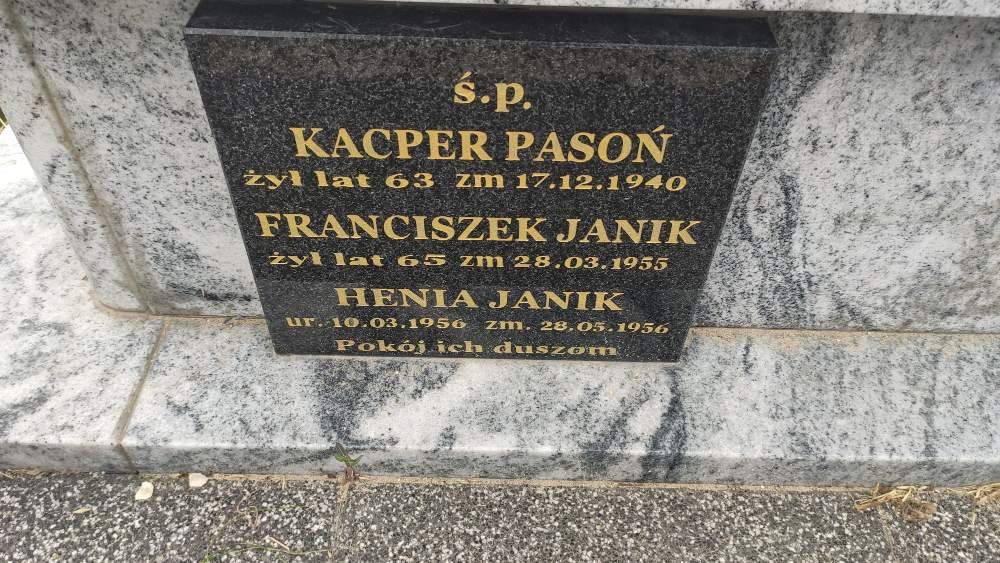 ś.p.
KACPER PASOŃ
żył lat 63 zm 17.12.1940
FRANCISZEK JANIK
żył lat 65 zm 28.03.1955
HENIA JANIK
ur. 10.03.1956 zm. 28.05.1956
Pokój ich duszom